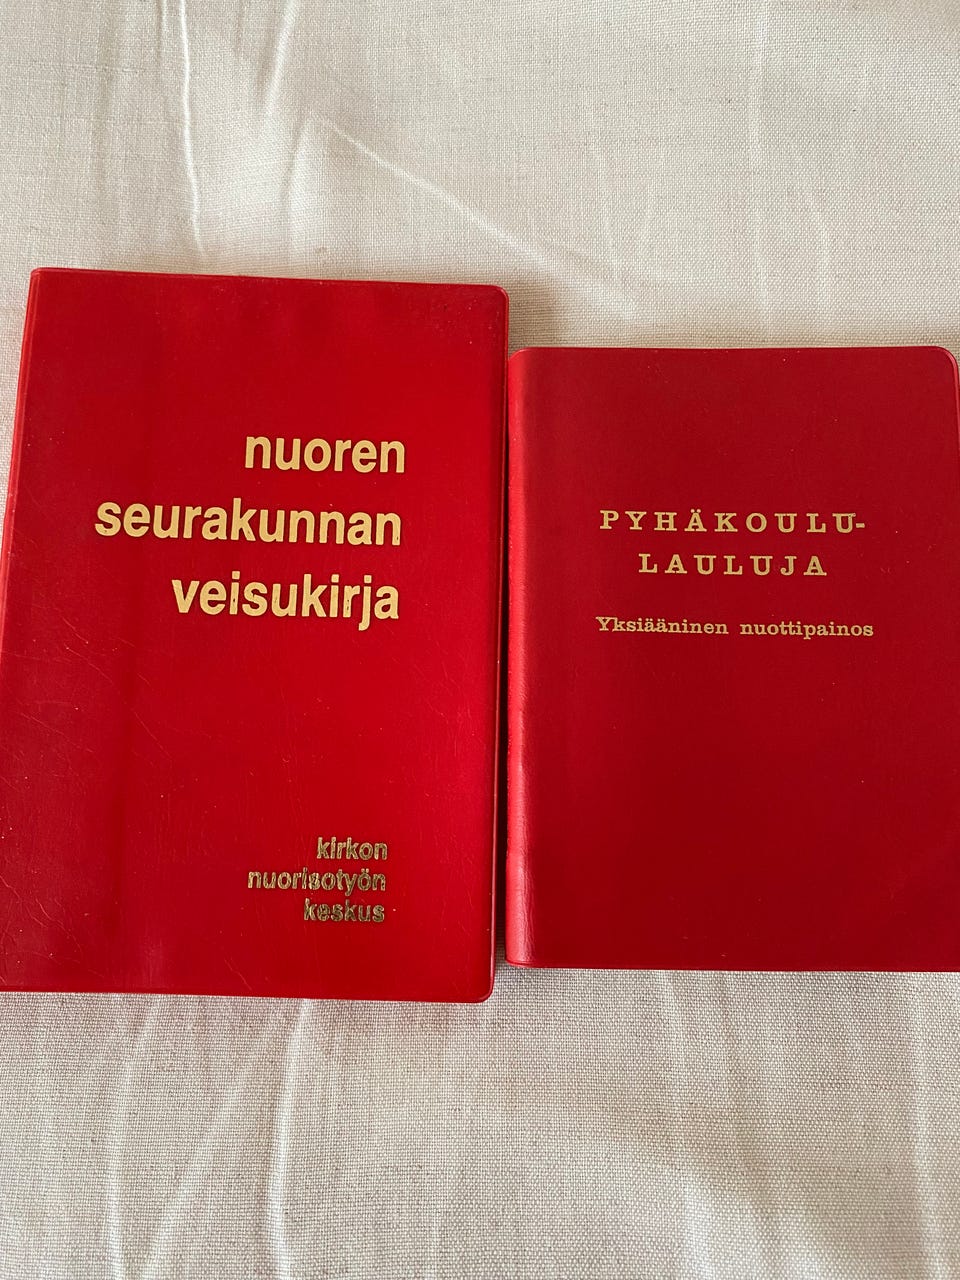 nuoren
seurakunnan
veisukirja
kirkon
nuorisotyön
keskus
PYHÄKOULU-
LAULUJA
Yksiääninen nuottipainos